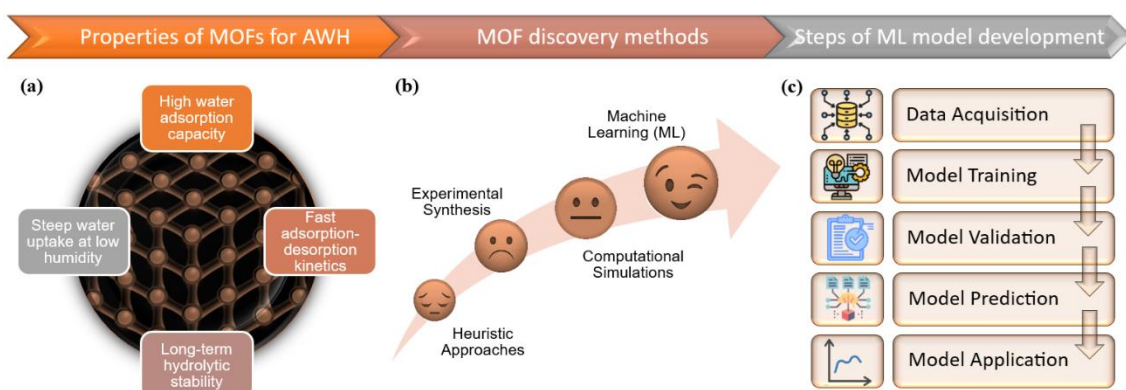 Properties of MOFs for AWH
MOF discovery methods
Steps of ML model development
(a)
High water
adsorption
capacity
Steep water
uptake at low
humidity
Fast
adsorption-
desorption
kinetics
Long-term
hydrolytic
stability
(b)
Machine
Learning (ML)
Experimental
Synthesis
Computational
Simulations
Heuristic
Approaches
(c)
Data Acquisition
Model Training
Model Validation
Model Prediction
Model Application